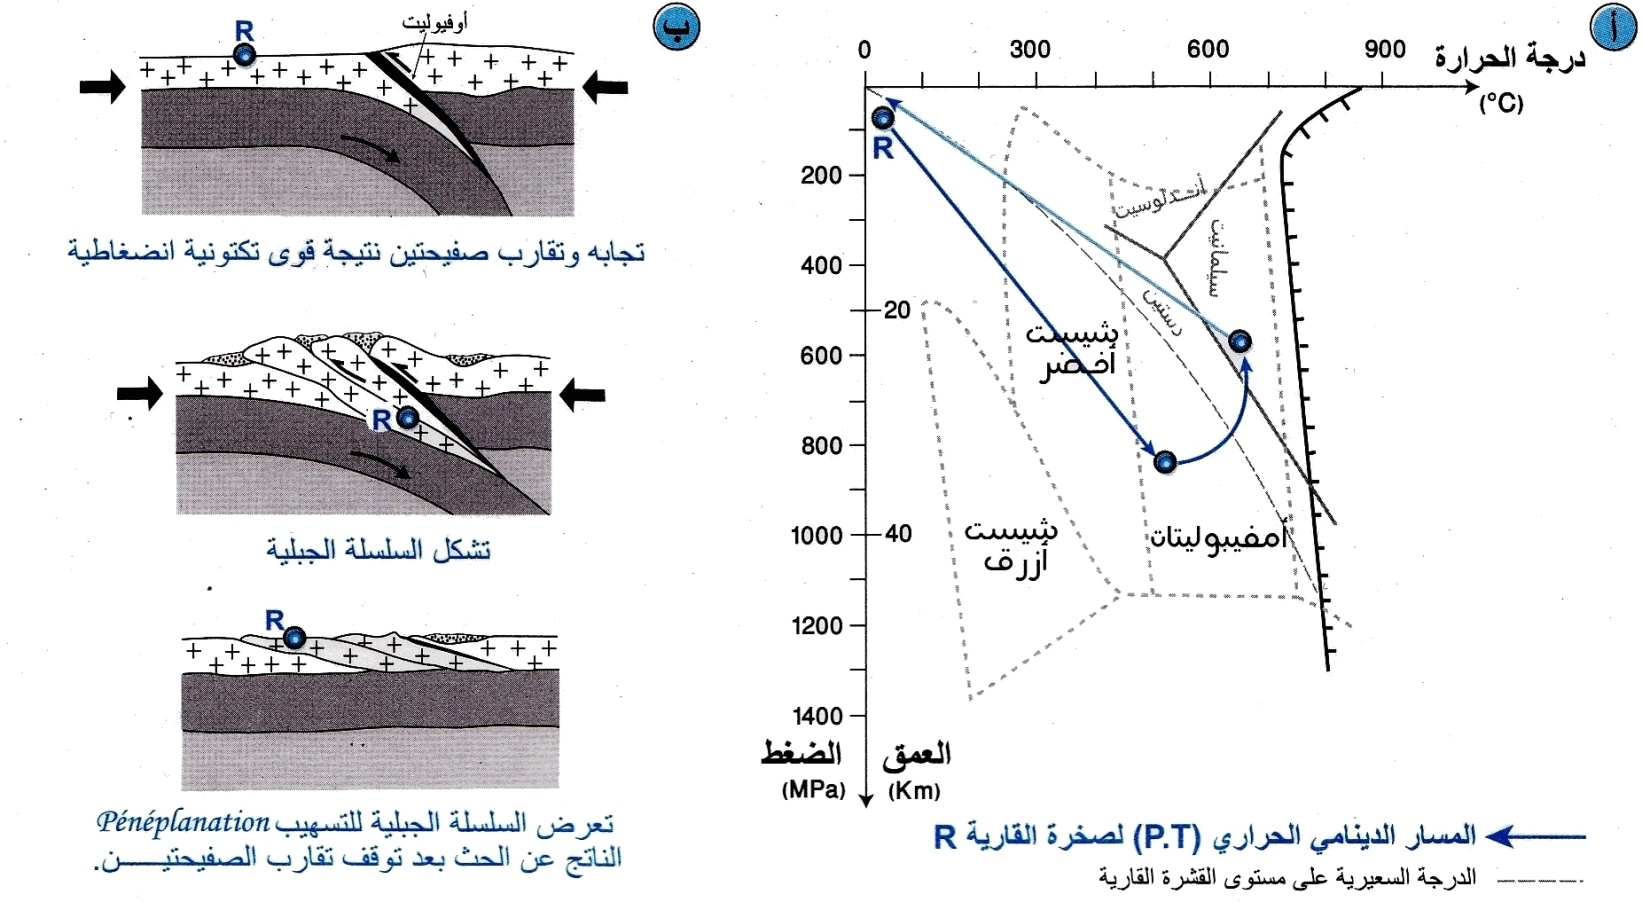 أ
0 300 600 900
درجة الحرارة
(°C)
R
200
400
600
800
1000
1200
1400
20
40
أندلوسيت
سيلمانيت
دستين
شيست
أخضر
شيست
أزرق
أمفيبوليتات
الضغط
(MPa)
العمق
(Km)
المسار الدينامي الحراري (P.T) لصخرة القارية R
الدرجة السعيرية على مستوى القشرة القارية
ب
R
أوفيوليت
تجابه وتقارب صفيحتين نتيجة قوى تكتونية انضغاطية
R
تشكل السلسلة الجبلية
R
تعرض السلسلة الجبلية للتسهيب Pénéplanation
الناتج عن الحث بعد توقف تقارب الصفيحتيـــن.